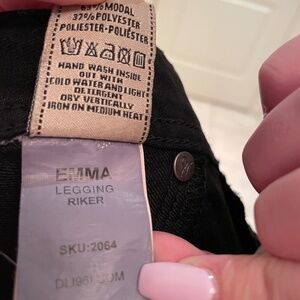 63% MODAL
37% POLYESTER
POLIESTER-POLIÉSTER
HAND WASH INSIDE
OUT WITH
COLD WATER AND LIGHT
DETERGENT
DRY VERTICALLY
IRON ON MEDIUM HEAT
EMMA
LEGGING
RIKER
SKU:2064